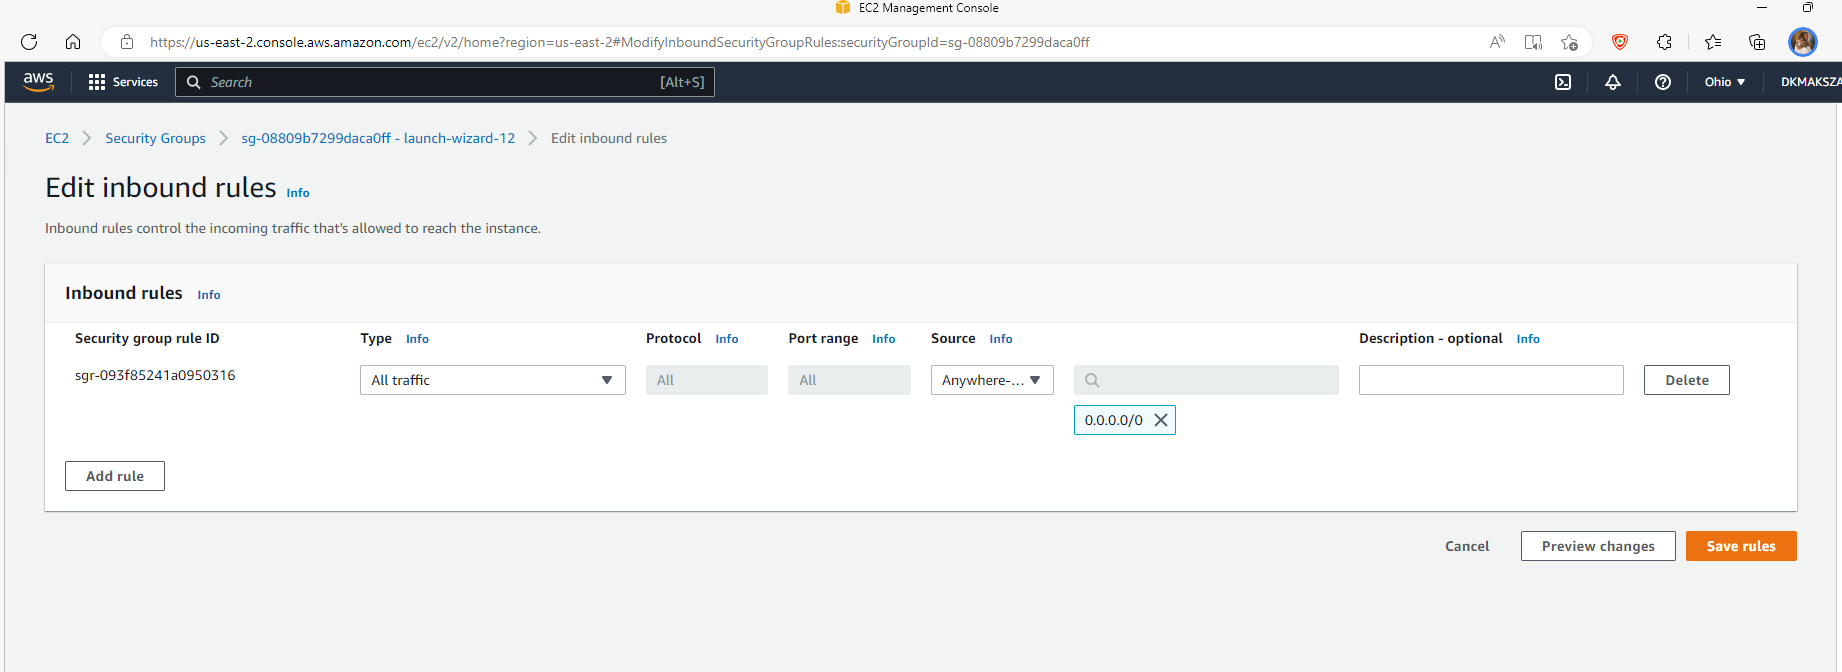 EC2 Management Console
https://us-east-2.console.aws.amazon.com/ec2/v2/home?region=us-east-2#ModifyInboundSecurityGroupRules:securityGroupId=sg-08809b7299daca0ff
aws Services Search [Alt+S] Ohio DKMAKSZA
EC2 Security Groups sg-08809b7299daca0ff - launch-wizard-12 Edit inbound rules
Edit inbound rules Info
Inbound rules control the incoming traffic that's allowed to reach the instance.
Inbound rules Info
Security group rule ID Type Info Protocol Info Port range Info Source Info Description - optional Info
sgr-093f85241a0950316 All traffic All All Anywhere-... Delete
0.0.0.0/0
Add rule
Cancel Preview changes Save rules